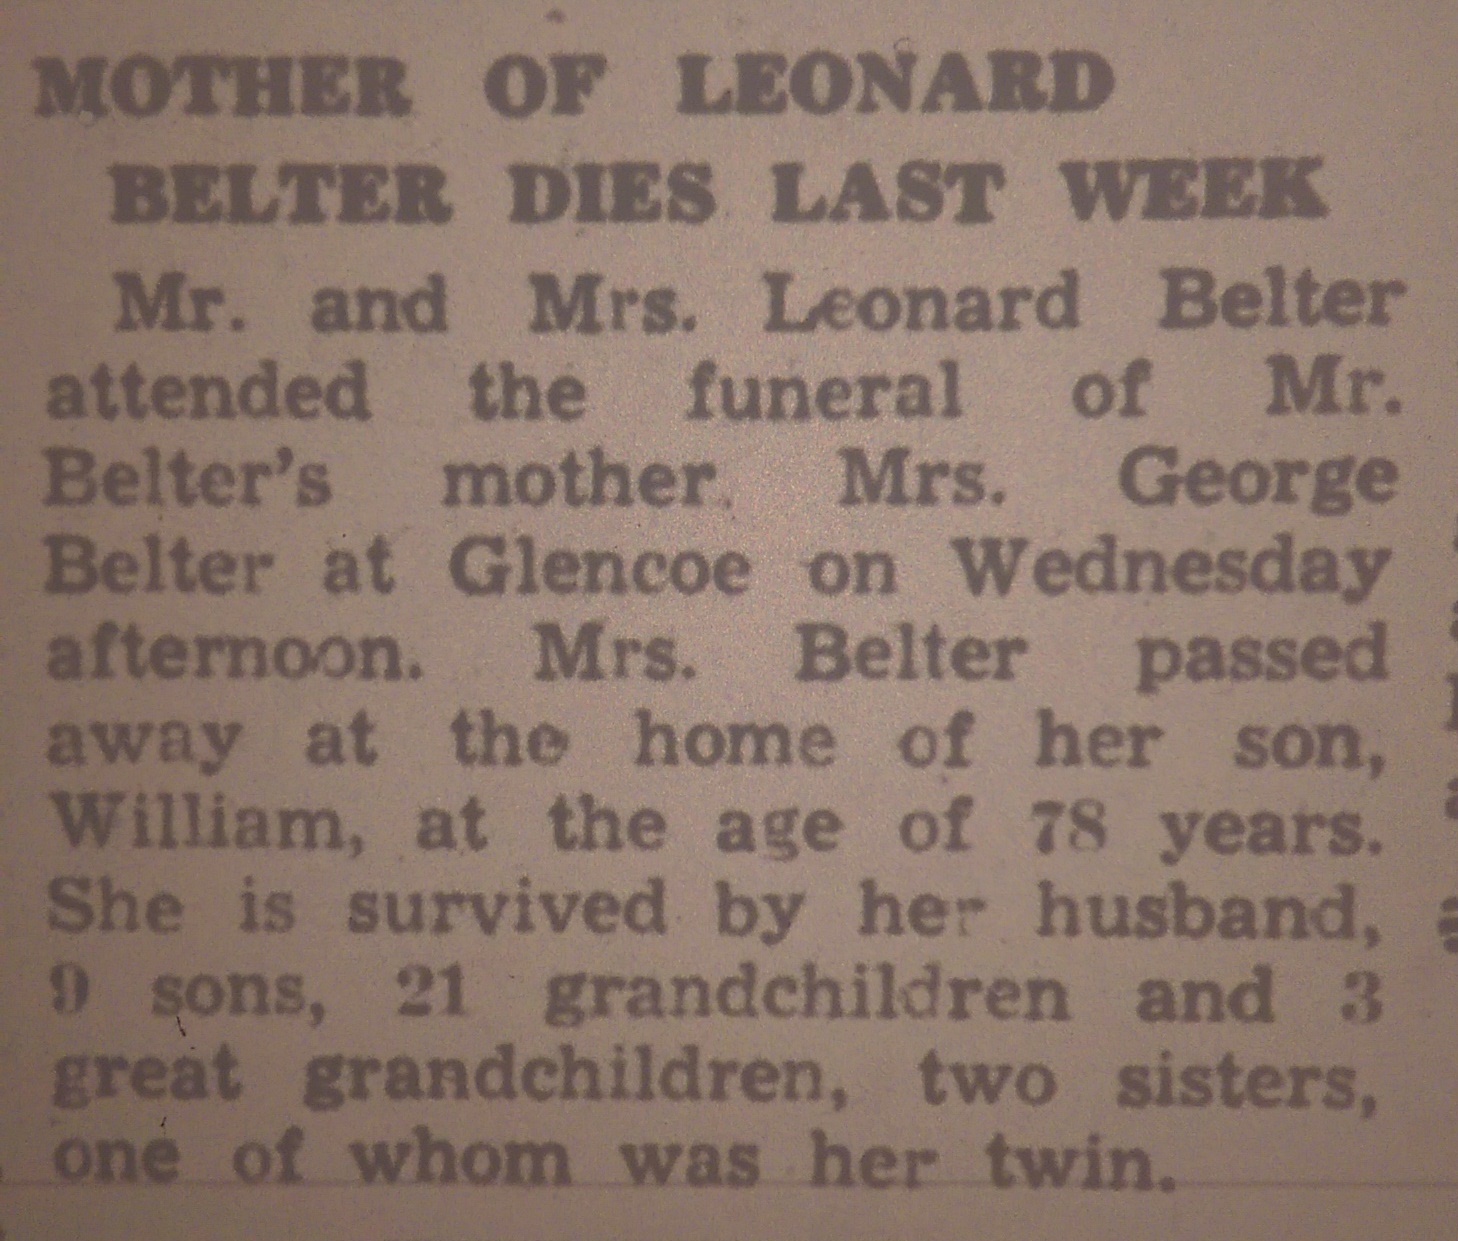 MOTHER OF LEONARD
BELTER DIES LAST WEEK
Mr. and Mrs. Leonard Belter
attended the funeral of Mr.
Belter's mother, Mrs. George
Belter at Glencoe on Wednesday
afternoon. Mrs. Belter passed
away at the home of her son,
William, at the age of 78 years.
She is survived by her husband,
9 sons, 21 grandchildren and 3
great grandchildren, two sisters,
one of whom was her twin.